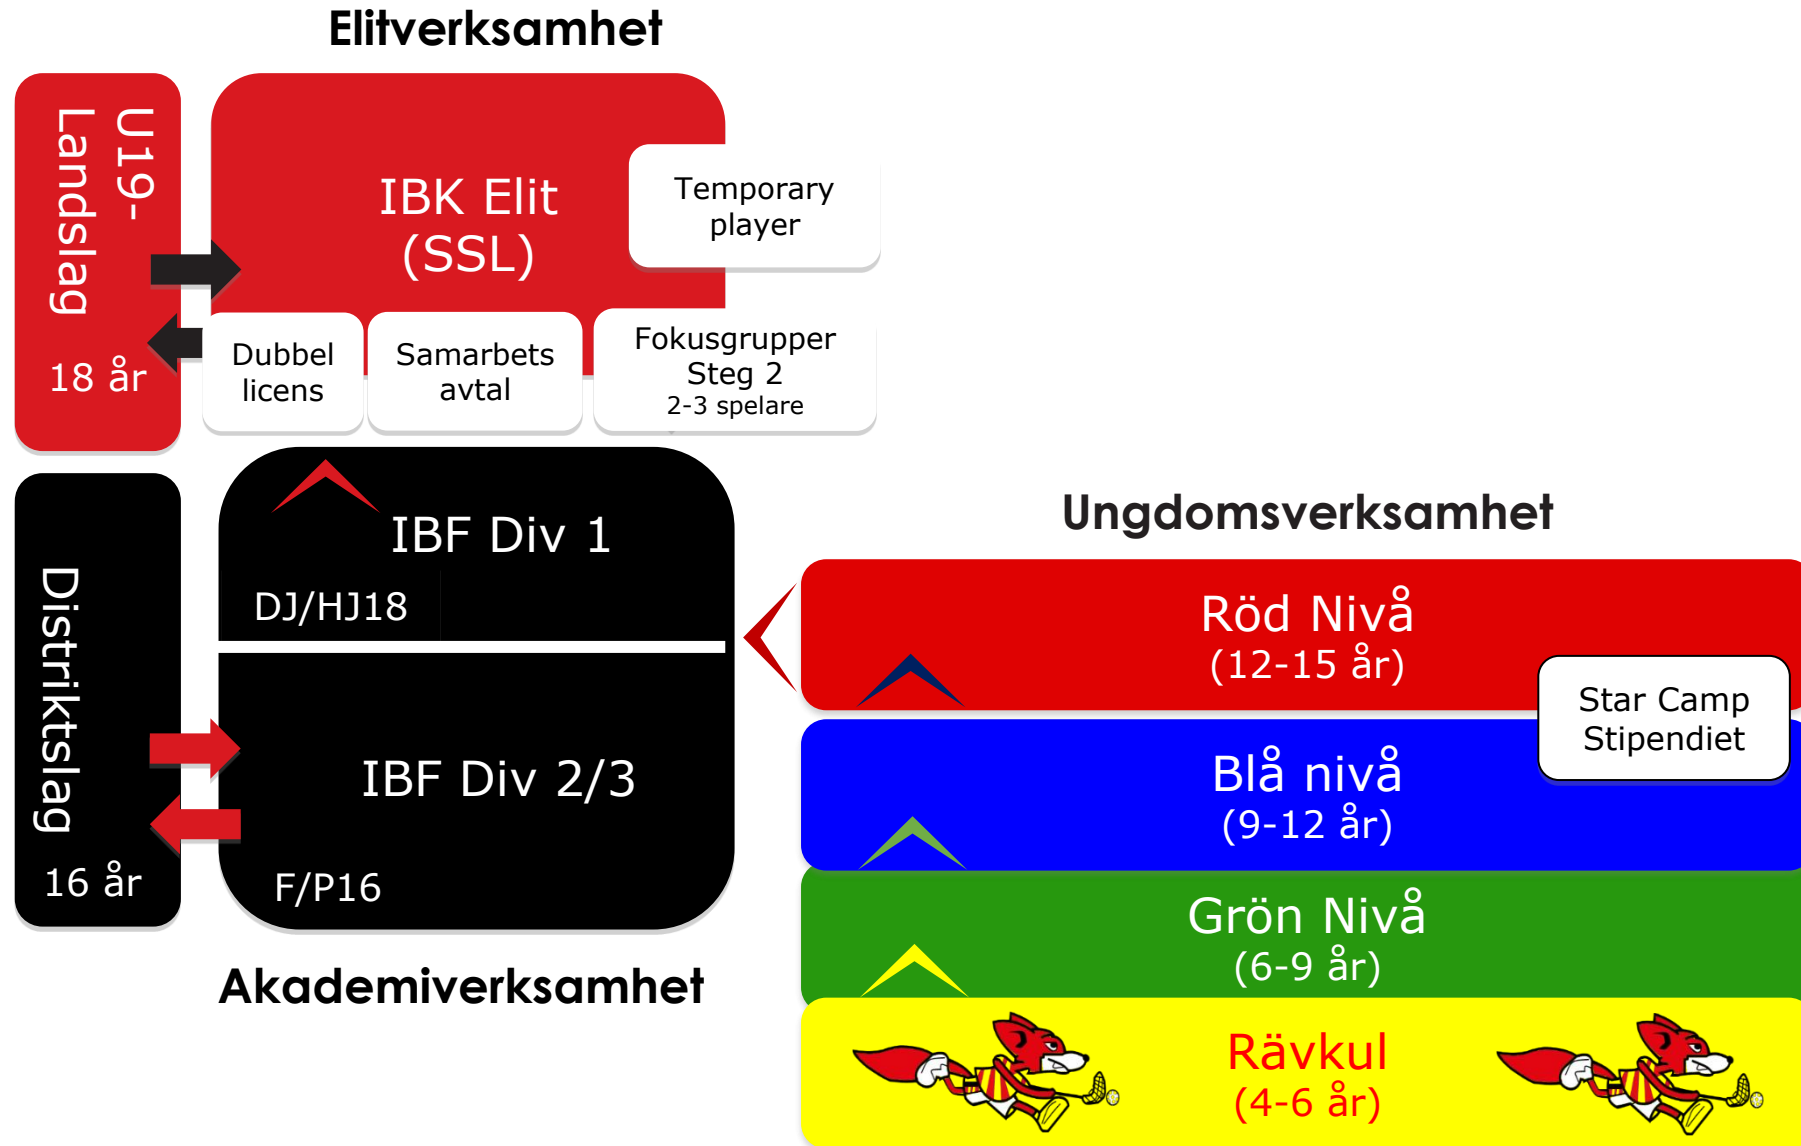 Elitverksamhet
U19-
Landslag
18 år
IBK Elit
(SSL)
Temporary
player
Dubbel
licens
Samarbets
avtal
Fokusgrupper
Steg 2
2-3 spelare
Distriktslag
16 år
IBF Div 1
DJ/HJ18
IBF Div 2/3
F/P16
Akademiverksamhet
Ungdomsverksamhet
Röd Nivå
(12-15 år)
Star Camp
Stipendiet
Blå nivå
(9-12 år)
Grön Nivå
(6-9 år)
Rävkul
(4-6 år)